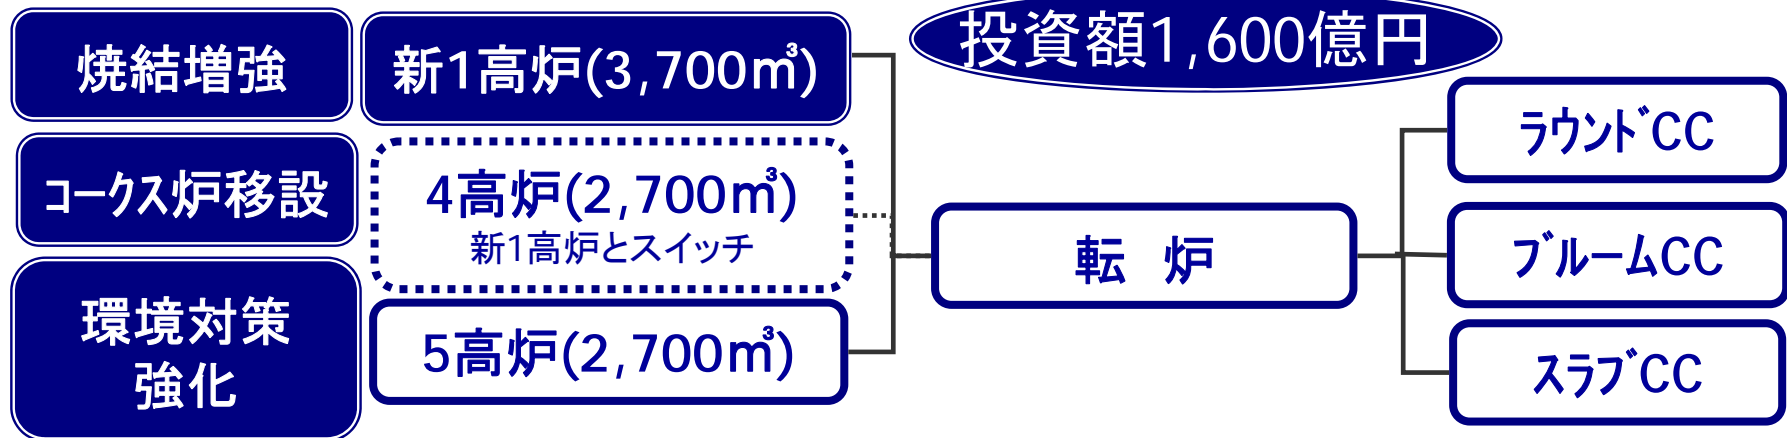 投資額1,600億円
焼結増強
新1高炉(3,700㎥)
コークス炉移設
4高炉(2,700㎥)
新1高炉とスイッチ
環境対策
強化
5高炉(2,700㎥)
転 炉
ﾗｳﾝﾄﾞCC
ブルームCC
ｽﾗﾌﾞCC